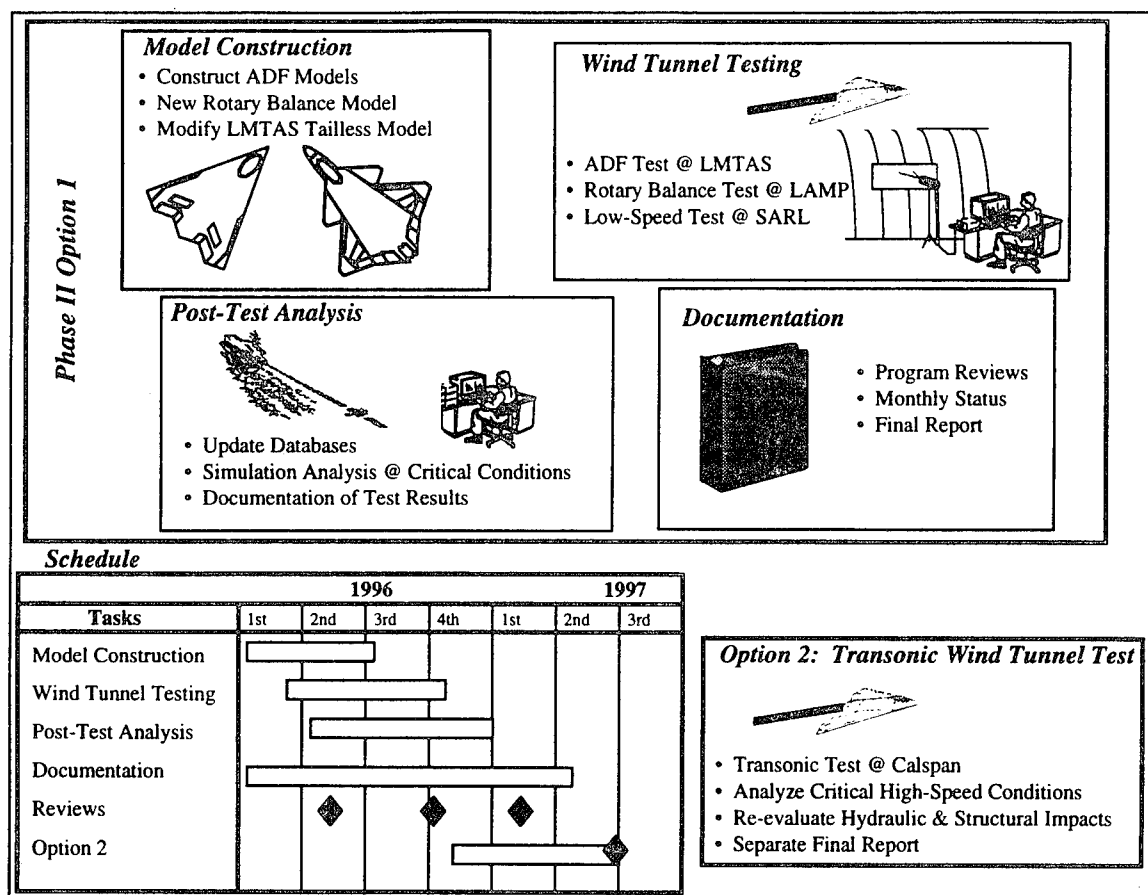 Phase II Option 1
Model Construction
• Construct ADF Models
• New Rotary Balance Model
• Modify LMTAS Tailless Model
Wind Tunnel Testing
• ADF Test @ LMTAS
• Rotary Balance Test @ LAMP
• Low-Speed Test @ SARL
Post-Test Analysis
• Update Databases
• Simulation Analysis @ Critical Conditions
• Documentation of Test Results
Documentation
• Program Reviews
• Monthly Status
• Final Report
Schedule
1996 1997
Tasks 1st 2nd 3rd 4th 1st 2nd 3rd
Model Construction
Wind Tunnel Testing
Post-Test Analysis
Documentation
Reviews
Option 2
Option 2: Transonic Wind Tunnel Test
• Transonic Test @ Calspan
• Analyze Critical High-Speed Conditions
• Re-evaluate Hydraulic & Structural Impacts
• Separate Final Report